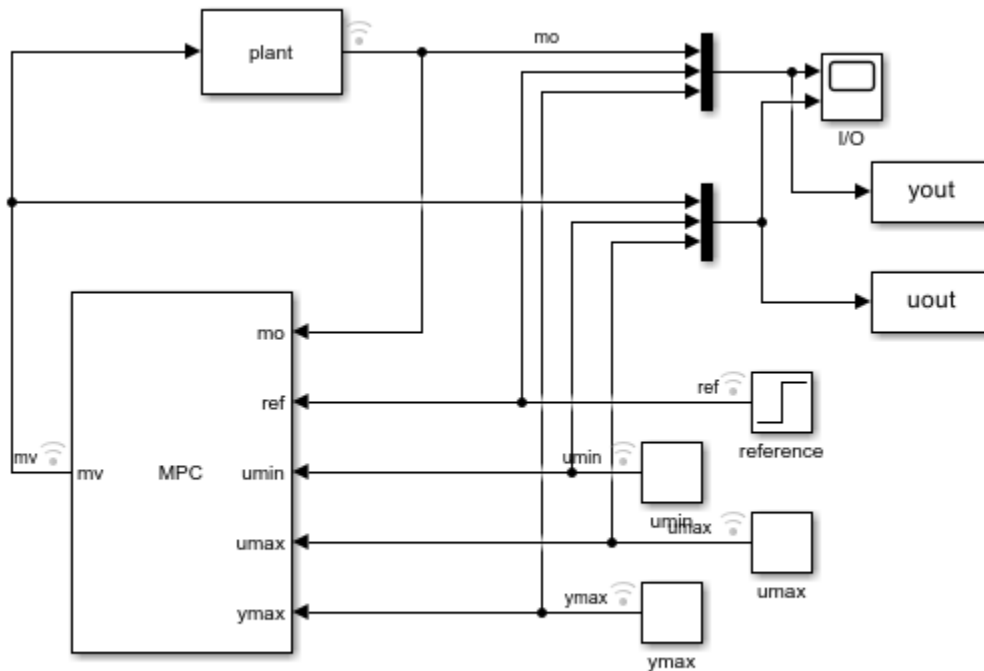 plant
mo
I/O
yout
uout
mo
ref
ref
reference
mv
mv
MPC
umin
umin
umin
umax
umax
umax
ymax
ymax
ymax